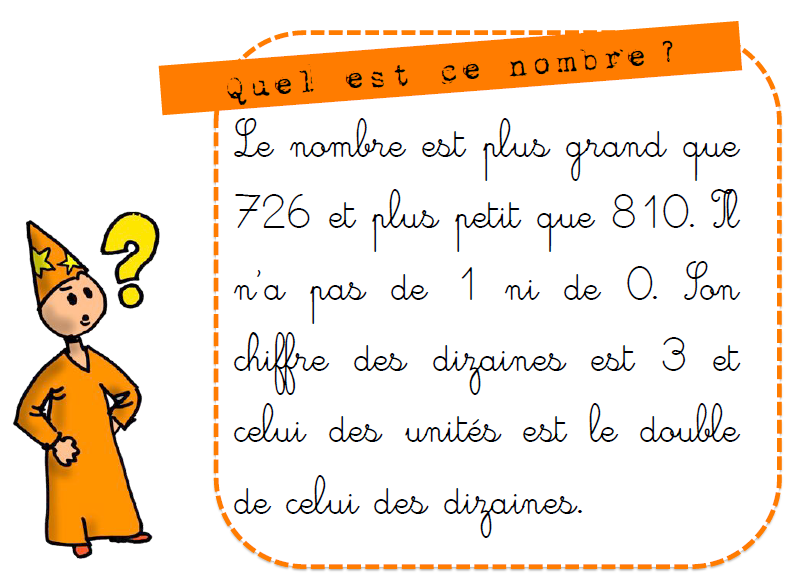 Quel est ce nombre ?
Le nombre est plus grand que
726 et plus petit que 810. Il
n'a pas de 1 ni de 0. Son
chiffre des dizaines est 3 et
celui des unités est le double
de celui des dizaines.
?